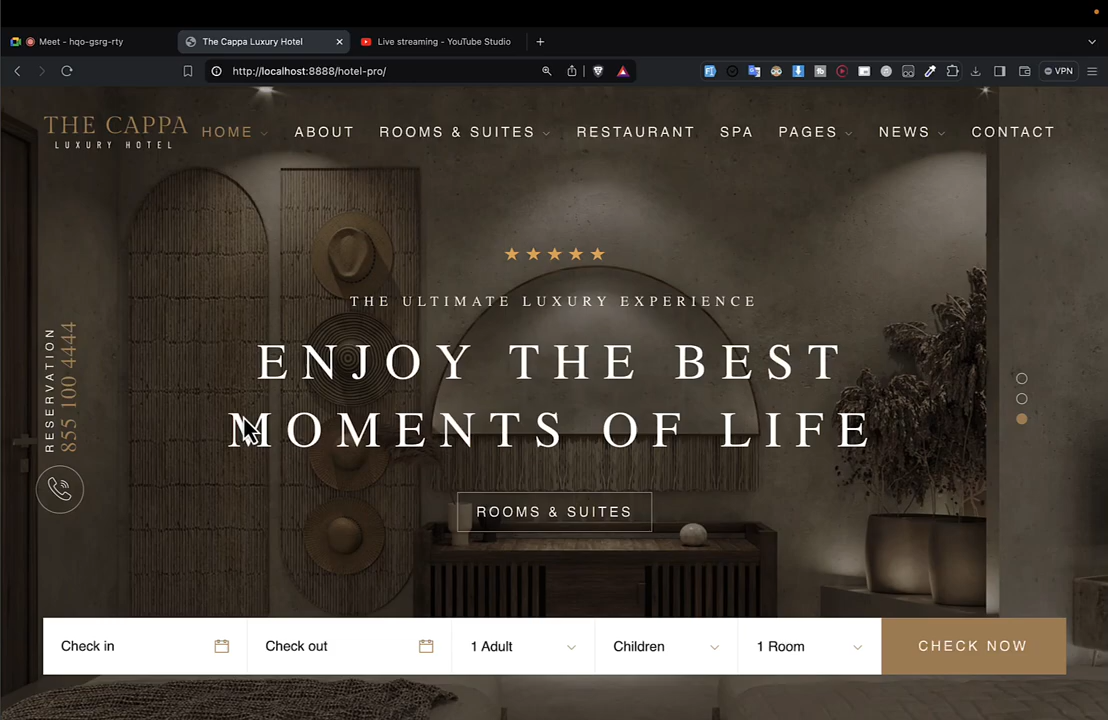 Meet - hqo-gsrg-rty
The Cappa Luxury Hotel
Live streaming - YouTube Studio
http://localhost:8888/hotel-pro/
VPN
THE CAPPA
LUXURY HOTEL
HOME
ABOUT
ROOMS & SUITES
RESTAURANT
SPA
PAGES
NEWS
CONTACT
THE ULTIMATE LUXURY EXPERIENCE
ENJOY THE BEST
MOMENTS OF LIFE
RESERVATION
855 100 4444
ROOMS & SUITES
Check in
Check out
1 Adult
Children
1 Room
CHECK NOW